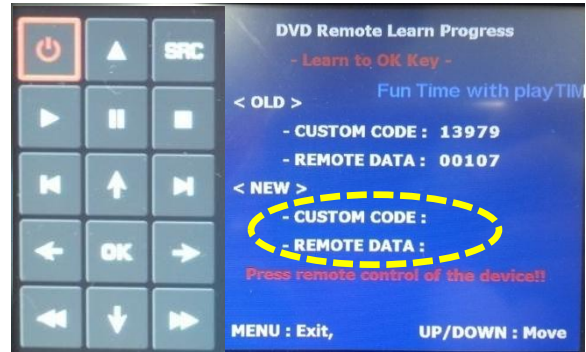 SRC
OK
DVD Remote Learn Progress
- Learn to OK Key -
Fun Time with playTIM
< OLD >
- CUSTOM CODE : 13979
- REMOTE DATA : 00107
< NEW >
- CUSTOM CODE :
- REMOTE DATA :
Press remote control of the device!!
MENU : Exit, UP/DOWN : Move